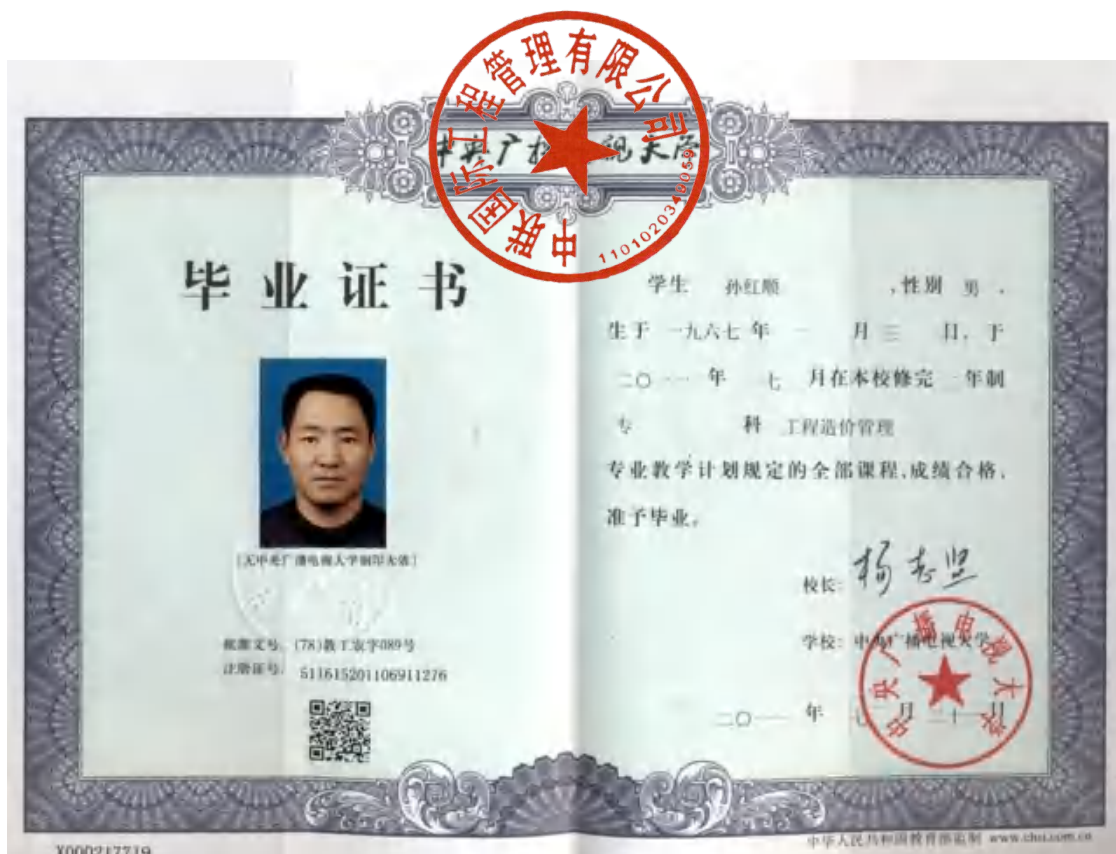 中联国际工程管理有限公司
1101020340059
中央广播电视大学
毕业证书
[无中央广播电视大学钢印无效]
批准文号: (78)教工农字089号
注册证号: 511615201106911276
学生 孙红顺 ,性别 男 ,
生于 一九六七 年 一 月 三 日, 于
二〇一一 年 七 月在本校修完 年制
专 科 工程造价管理
专业教学计划规定的全部课程,成绩合格,
准予毕业。
校长: 杨志坚
学校: 中央广播电视大学
中央广播电视大学
二〇一一 年 七 月 日
X000217719
中华人民共和国教育部监制 www.chsi.com.cn